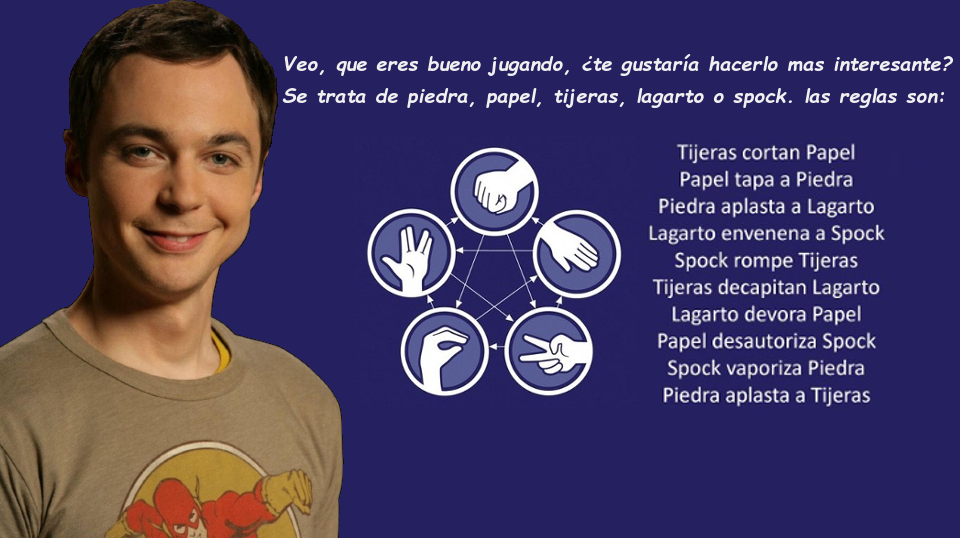 Veo, que eres bueno jugando, ¿te gustaría hacerlo mas interesante?
Se trata de piedra, papel, tijeras, lagarto o spock. las reglas son:
Tijeras cortan Papel
Papel tapa a Piedra
Piedra aplasta a Lagarto
Lagarto envenena a Spock
Spock rompe Tijeras
Tijeras decapitan Lagarto
Lagarto devora Papel
Papel desautoriza Spock
Spock vaporiza Piedra
Piedra aplasta a Tijeras